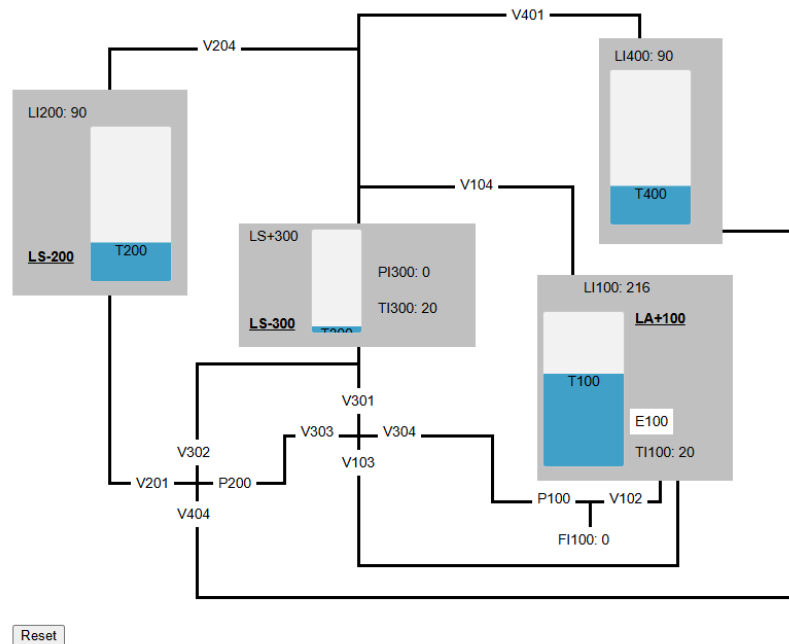 V401
V204
LI400: 90
T400
LI200: 90
T200
LS-200
V104
LS+300
PI300: 0
TI300: 20
LS-300
T300
LI100: 216
LA+100
T100
E100
TI100: 20
V301
V303
V304
V302
V103
V201
P200
P100
V102
V404
FI100: 0
Reset